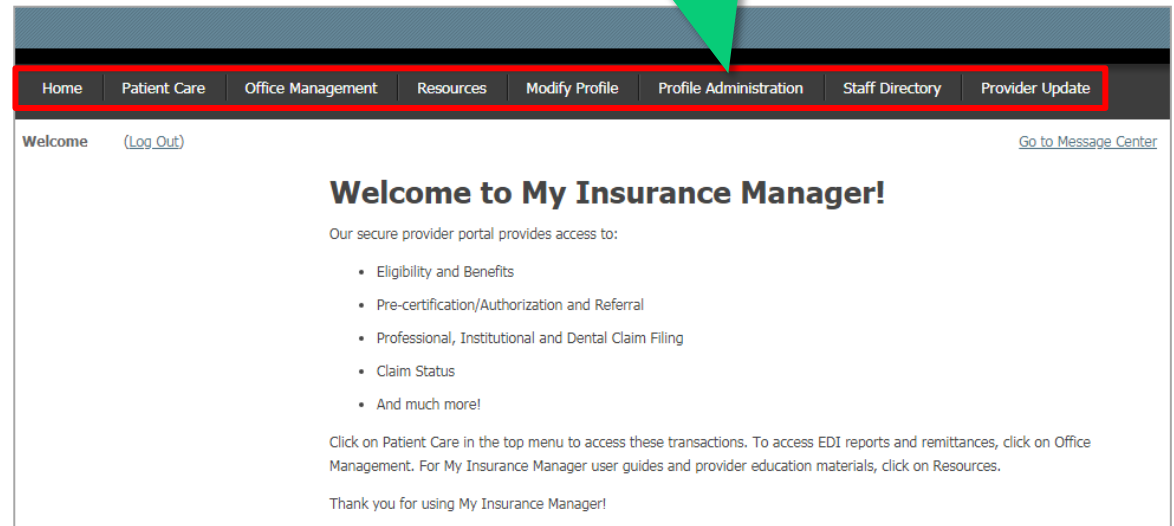 Home Patient Care Office Management Resources Modify Profile Profile Administration Staff Directory Provider Update
Welcome (Log Out) Go to Message Center
Welcome to My Insurance Manager!
Our secure provider portal provides access to:
• Eligibility and Benefits
• Pre-certification/Authorization and Referral
• Professional, Institutional and Dental Claim Filing
• Claim Status
• And much more!
Click on Patient Care in the top menu to access these transactions. To access EDI reports and remittances, click on Office
Management. For My Insurance Manager user guides and provider education materials, click on Resources.
Thank you for using My Insurance Manager!